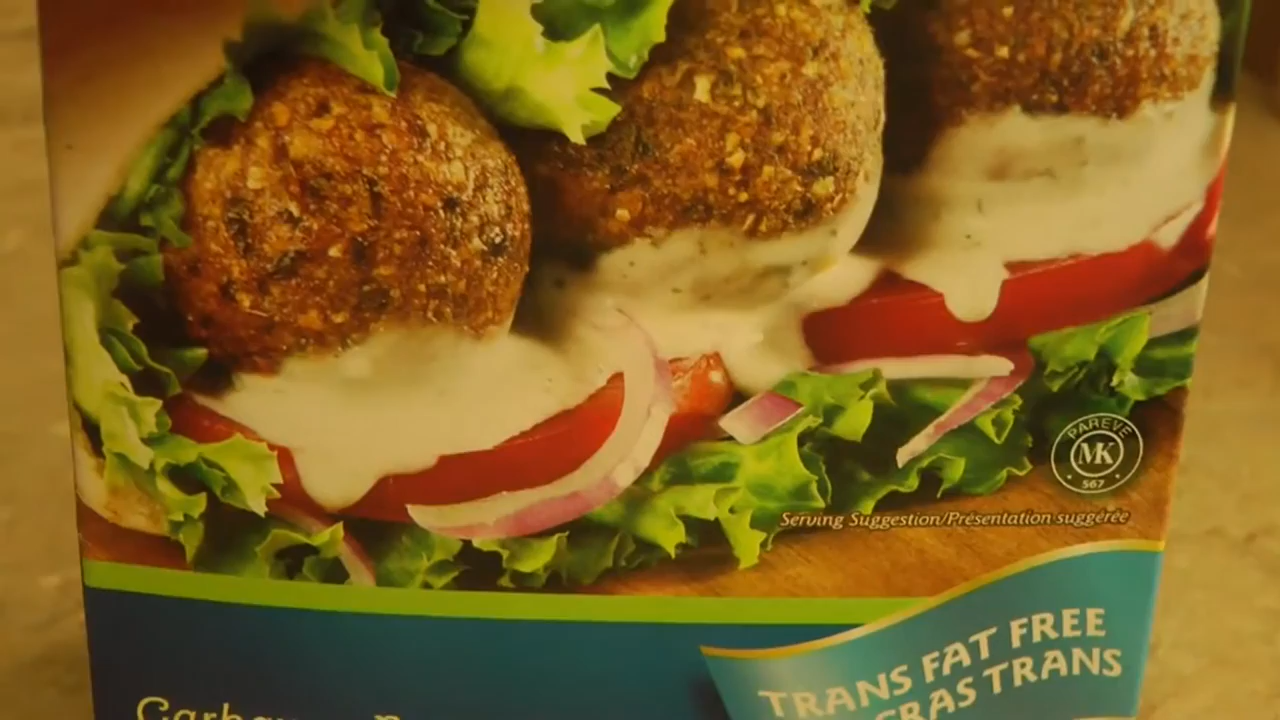 PAREVE
MK
567
Serving Suggestion/Présentation suggérée
TRANS FAT FREE
GRAS TRANS